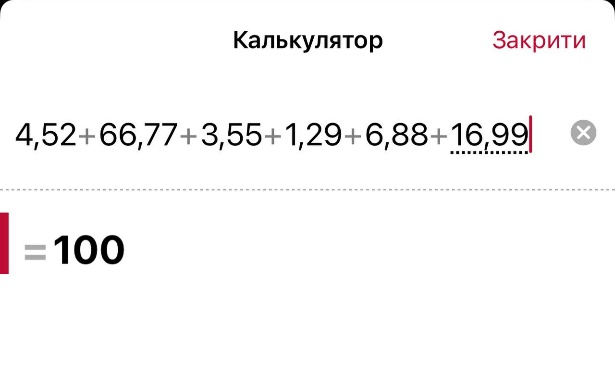 Калькулятор
Закрити
4,52+66,77+3,55+1,29+6,88+16,99
=100